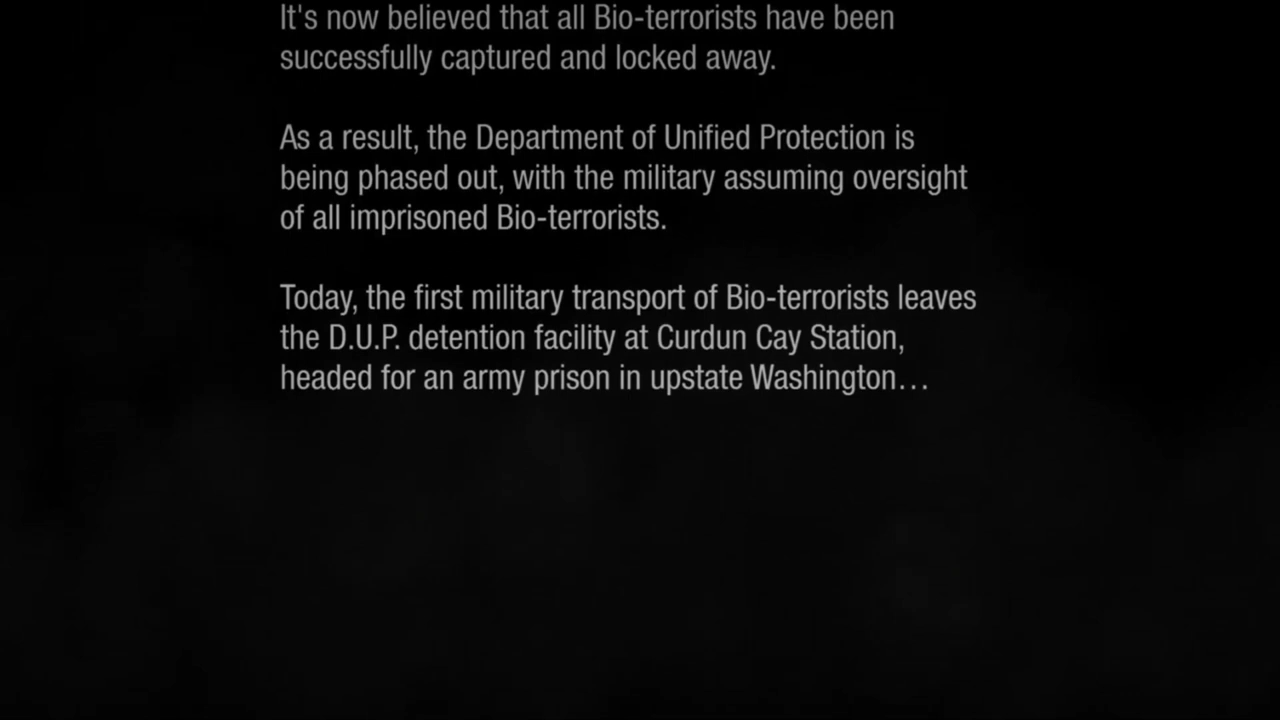 It's now believed that all Bio-terrorists have been
successfully captured and locked away.
As a result, the Department of Unified Protection is
being phased out, with the military assuming oversight
of all imprisoned Bio-terrorists.
Today, the first military transport of Bio-terrorists leaves
the D.U.P. detention facility at Curdun Cay Station,
headed for an army prison in upstate Washington…